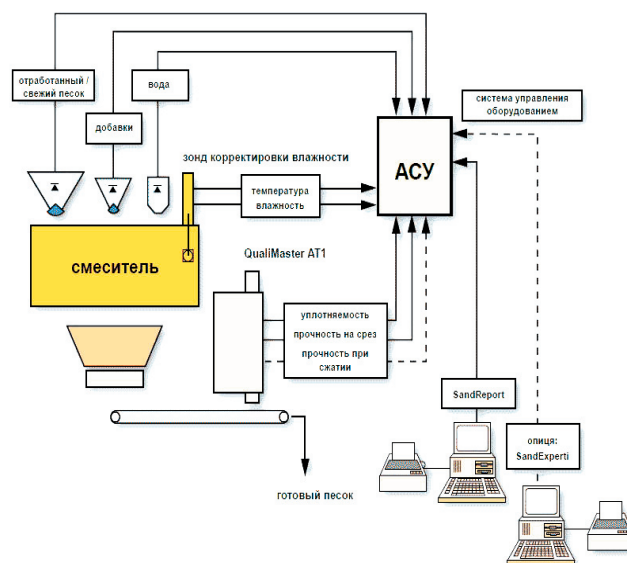 отработанный /
свежий песок
вода
добавки
система управления
оборудованием
АСУ
зонд корректировки влажности
температура
влажность
смеситель
QualiMaster AT1
уплотняемость
прочность на срез
прочность при
сжатии
SandReport
опиця:
SandExperti
готовый песок